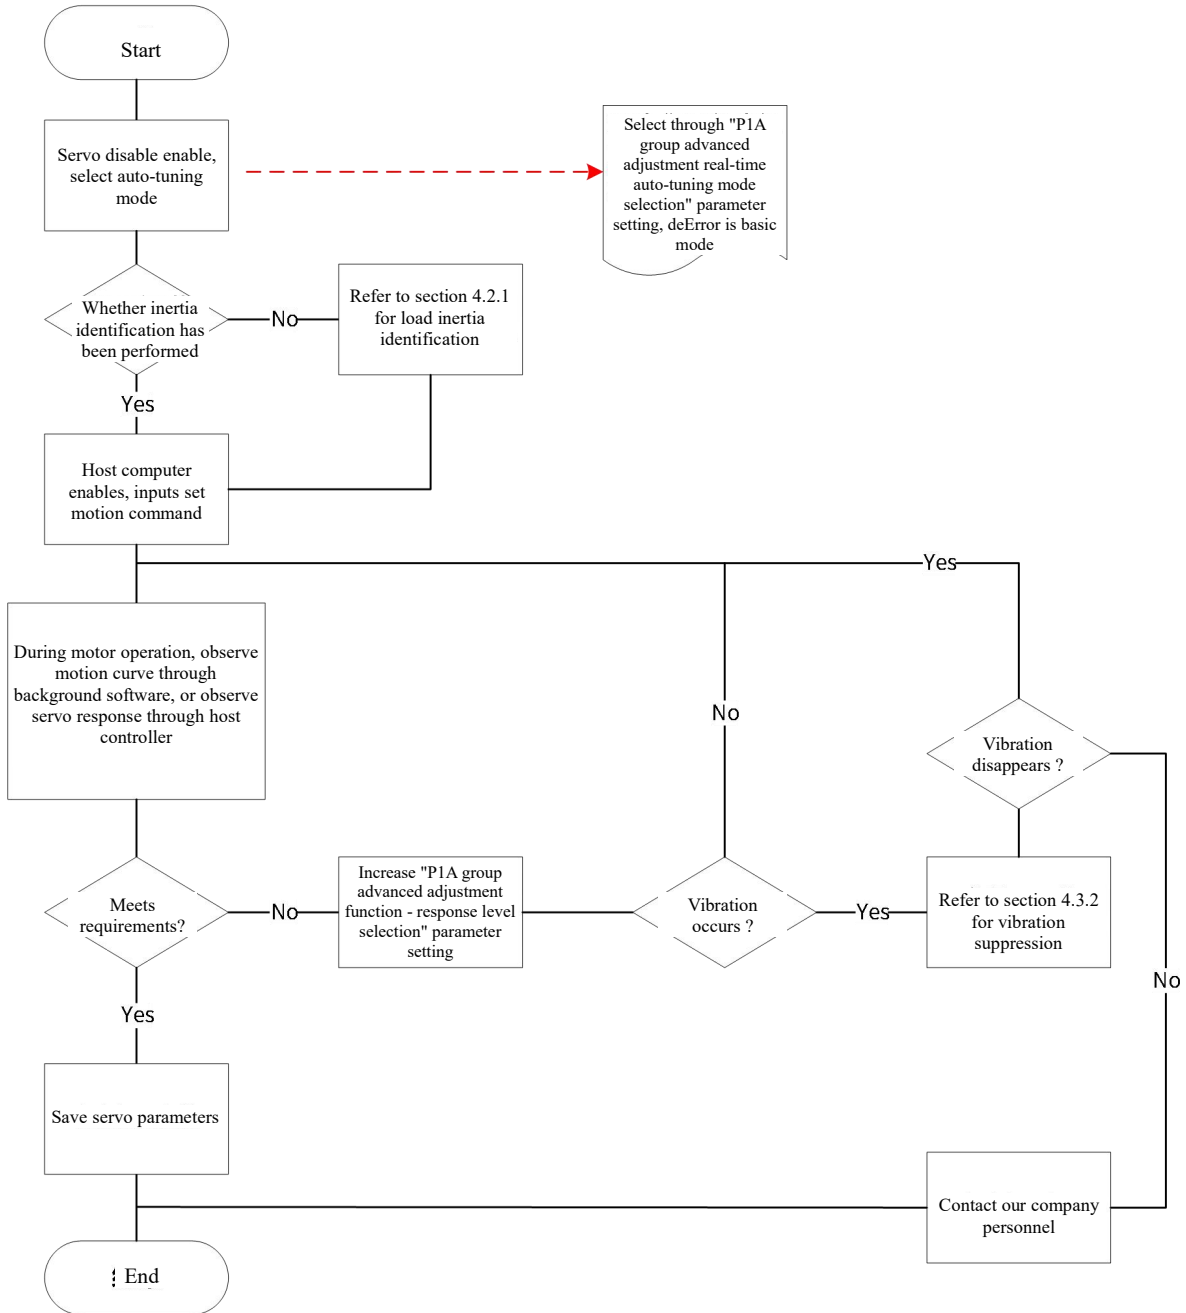 Start
Servo disable enable,
select auto-tuning
mode
Select through "P1A
group advanced
adjustment real-time
auto-tuning mode
selection" parameter
setting, deError is basic
mode
Whether inertia
identification has
been performed
No
Refer to section 4.2.1
for load inertia
identification
Yes
Host computer
enables, inputs set
motion command
Yes
During motor operation, observe
motion curve through
background software, or observe
servo response through host
controller
No
Vibration
disappears ?
Meets
requirements?
No
Increase "P1A group
advanced adjustment
function - response level
selection" parameter
setting
Vibration
occurs ?
Yes
Refer to section 4.3.2
for vibration
suppression
No
Yes
Save servo parameters
Contact our company
personnel
End